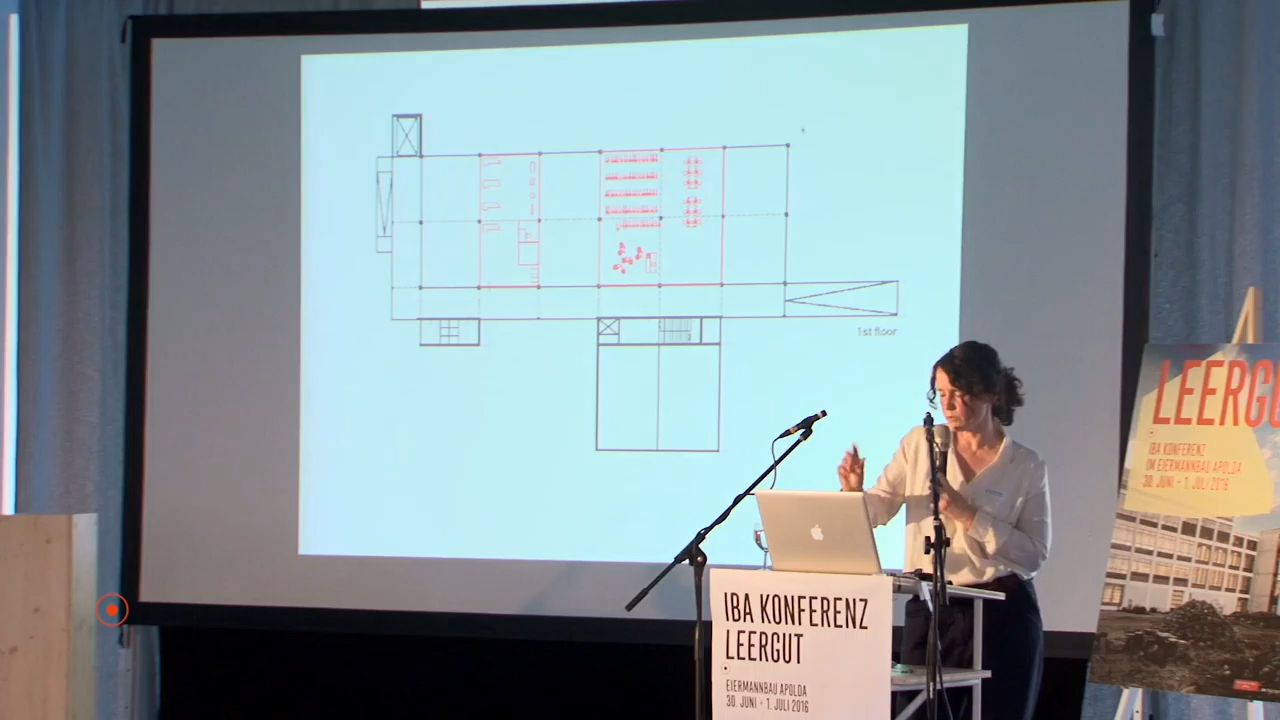 1st floor
IBA KONFERENZ
LEERGUT
EIERMANNBAU APOLDA
30. JUNI - 1. JULI 2016
LEERGU
IBA KONFERENZ
IM EIERMANNBAU APOLDA
30. JUNI - 1. JULI 2016